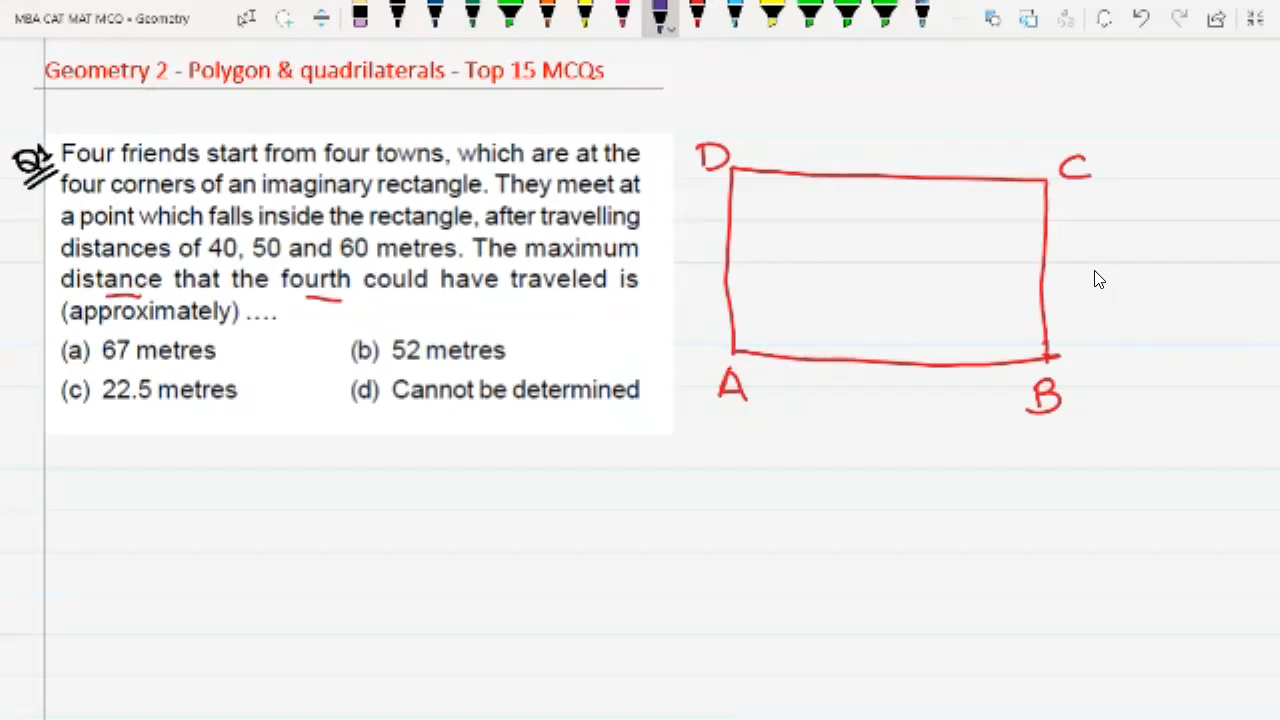 MBA CAT MAT MCQ » Geometry
Geometry 2 - Polygon & quadrilaterals - Top 15 MCQs
Q1 Four friends start from four towns, which are at the
four corners of an imaginary rectangle. They meet at
a point which falls inside the rectangle, after travelling
distances of 40, 50 and 60 metres. The maximum
distance that the fourth could have traveled is
(approximately) ....
(a) 67 metres (b) 52 metres
(c) 22.5 metres (d) Cannot be determined
D C
A B